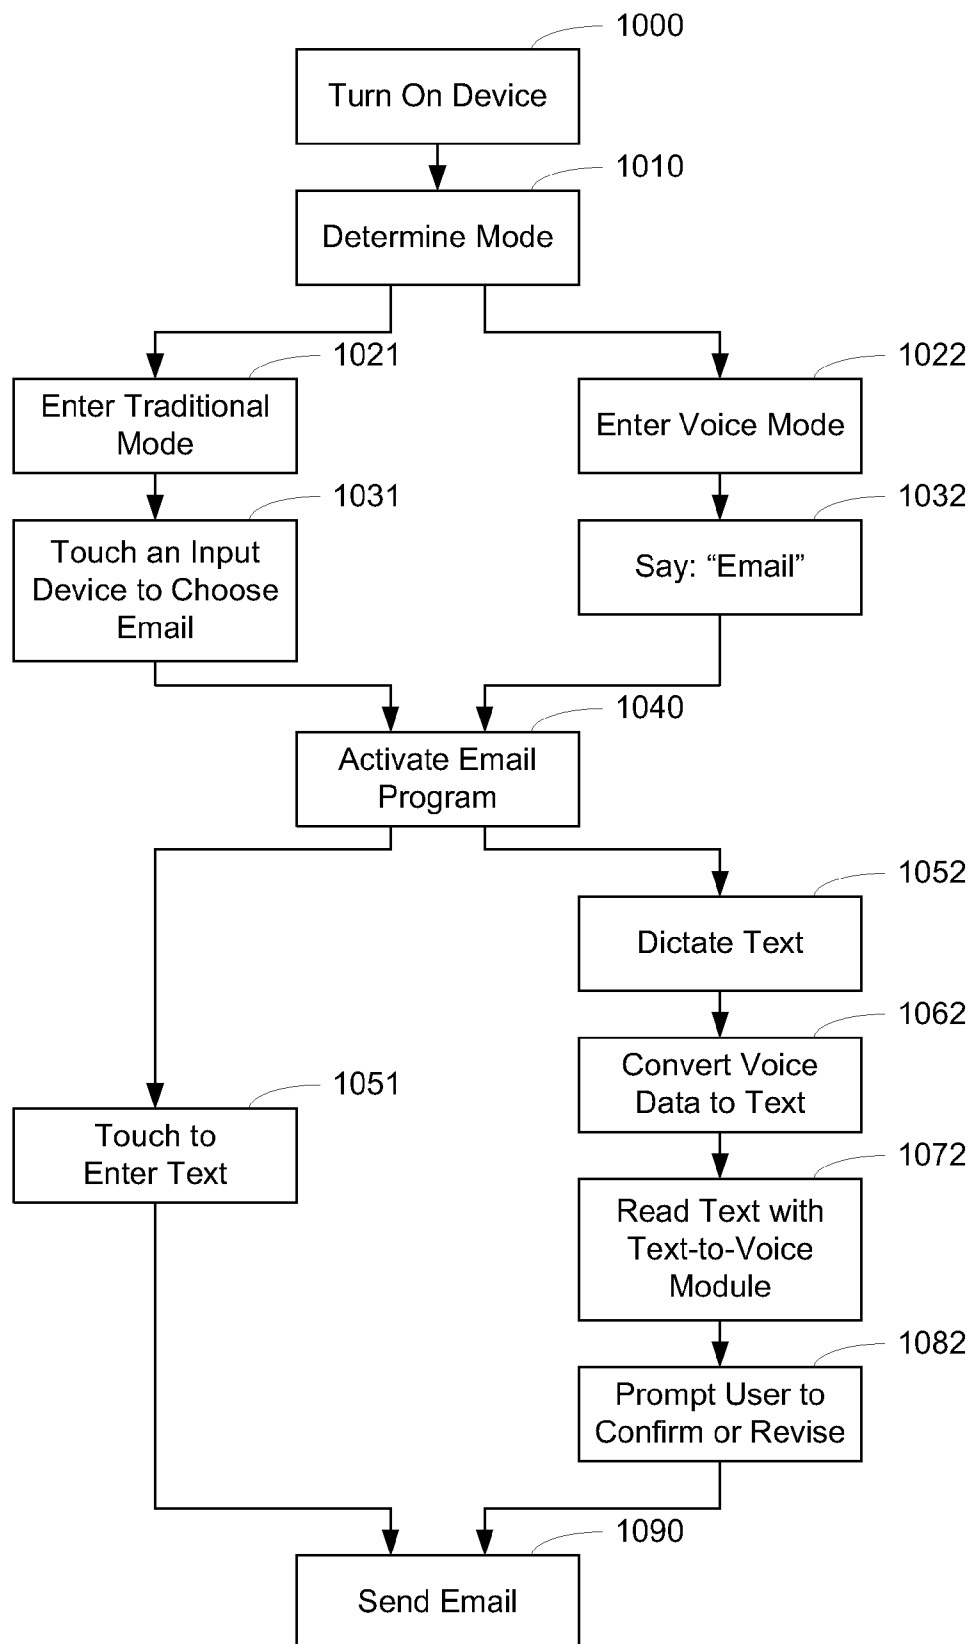 1000
Turn On Device
1010
Determine Mode
1021
Enter Traditional
Mode
1022
Enter Voice Mode
1031
Touch an Input
Device to Choose
Email
1032
Say: “Email”
1040
Activate Email
Program
1052
Dictate Text
1062
Convert Voice
Data to Text
1051
Touch to
Enter Text
1072
Read Text with
Text-to-Voice
Module
1082
Prompt User to
Confirm or Revise
1090
Send Email